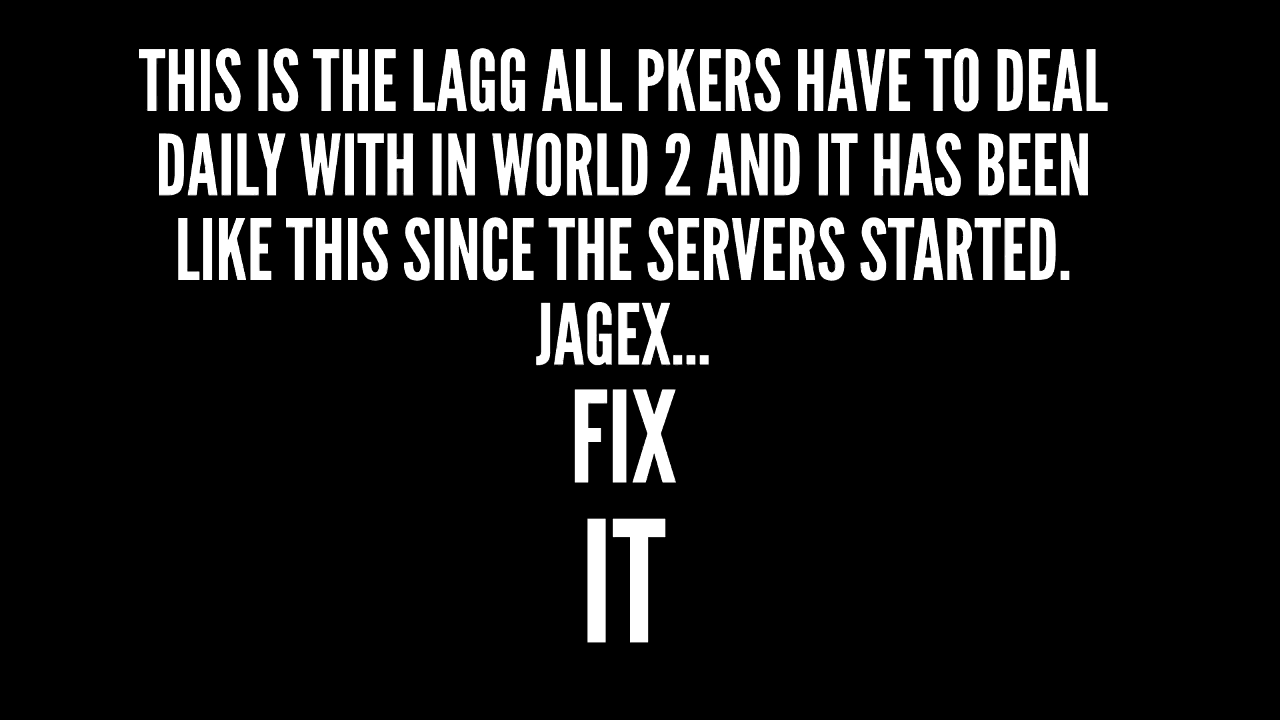 THIS IS THE LAGG ALL PKERS HAVE TO DEAL
DAILY WITH IN WORLD 2 AND IT HAS BEEN
LIKE THIS SINCE THE SERVERS STARTED.
JAGEX...
FIX
IT